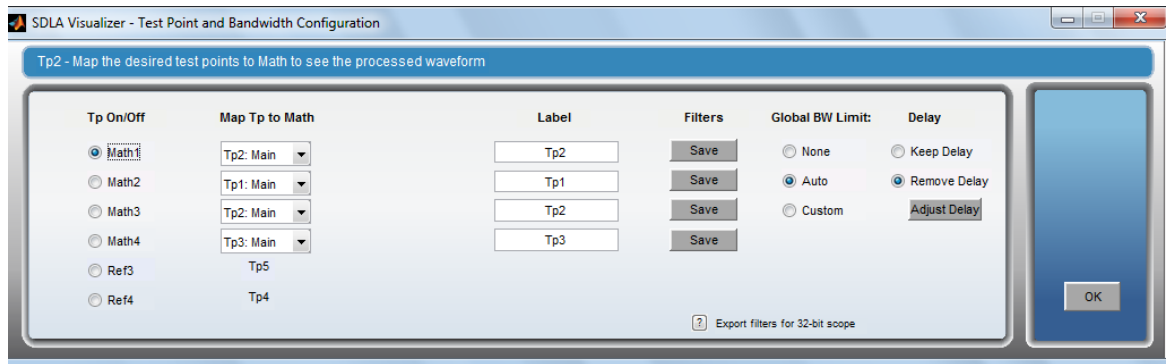 SDLA Visualizer - Test Point and Bandwidth Configuration
Tp2 - Map the desired test points to Math to see the processed waveform
Tp On/Off Map Tp to Math Label Filters Global BW Limit: Delay
Math1 Tp2: Main Tp2 Save None Keep Delay
Math2 Tp1: Main Tp1 Save Auto Remove Delay
Math3 Tp2: Main Tp2 Save Custom Adjust Delay
Math4 Tp3: Main Tp3 Save
Ref3 Tp5
Ref4 Tp4
OK
? Export filters for 32-bit scope